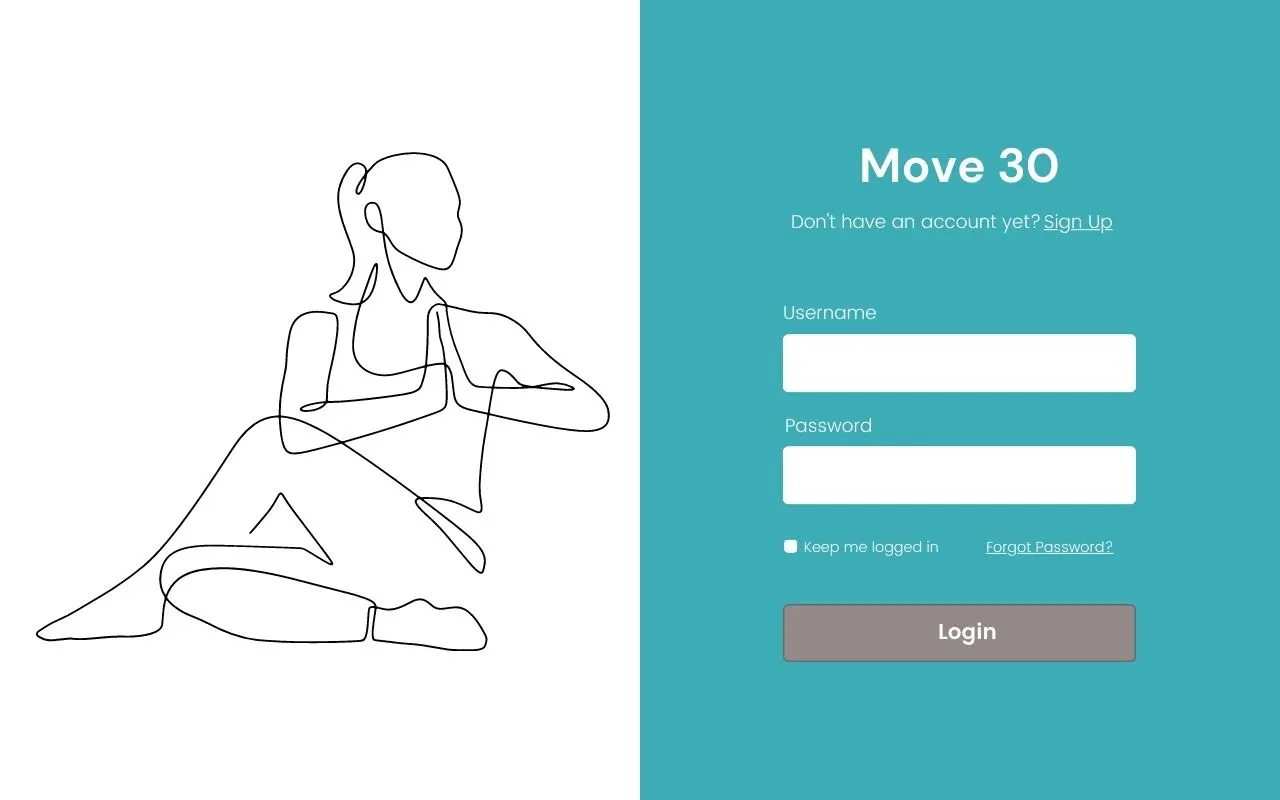 Move 30
Don't have an account yet? Sign Up
Username
Password
Keep me logged in Forgot Password?
Login